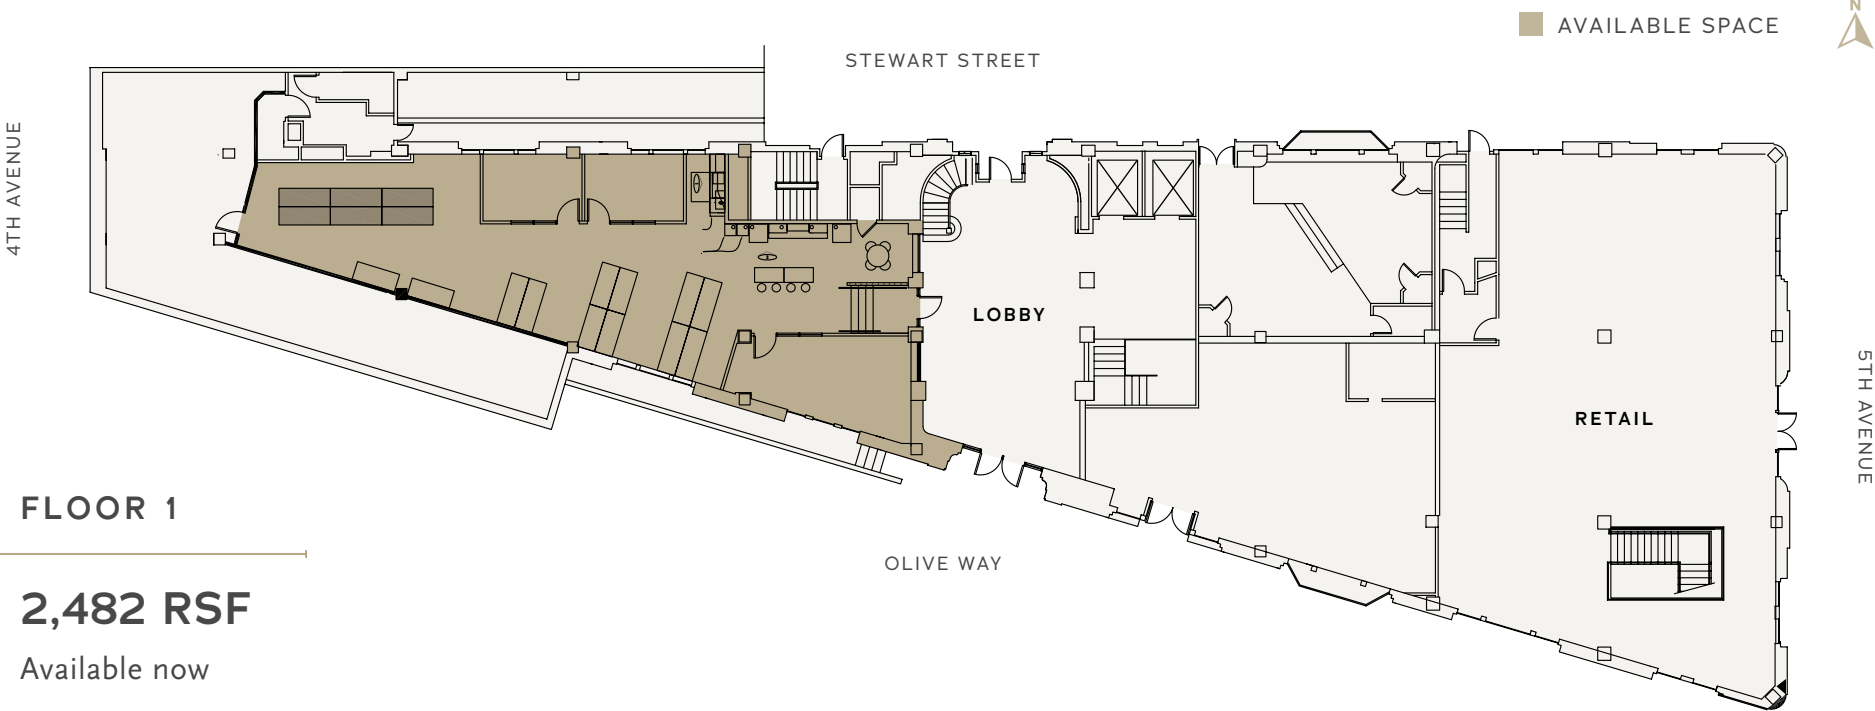 N
AVAILABLE SPACE
STEWART STREET
4TH AVENUE
LOBBY
RETAIL
5TH AVENUE
FLOOR 1
OLIVE WAY
2,482 RSF
Available now